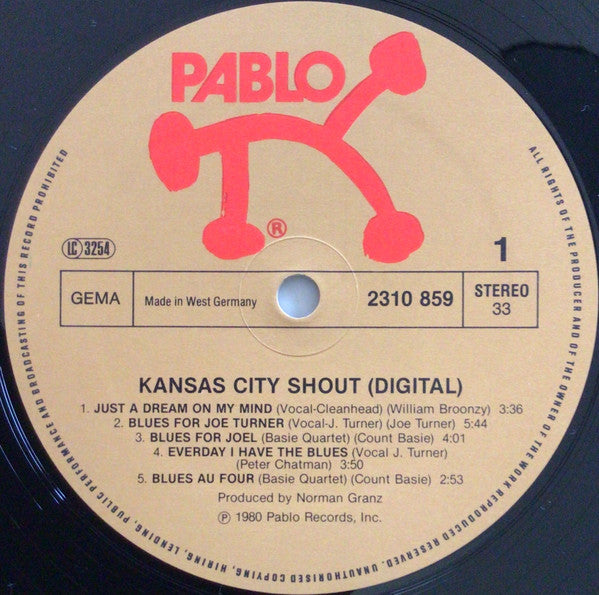 PABLO
®
LC 3254
1
GEMA
Made in West Germany
2310 859
STEREO
33
KANSAS CITY SHOUT (DIGITAL)
1. JUST A DREAM ON MY MIND (Vocal-Cleanhead) (William Broonzy) 3:36
2. BLUES FOR JOE TURNER (Vocal-J. Turner) (Joe Turner) 5:44
3. BLUES FOR JOEL (Basie Quartet) (Count Basie) 4:01
4. EVERDAY I HAVE THE BLUES (Vocal J. Turner)
(Peter Chatman) 3:50
5. BLUES AU FOUR (Basie Quartet) (Count Basie) 2:53
Produced by Norman Granz
℗ 1980 Pablo Records, Inc.
ALL RIGHTS OF THE PRODUCER AND OF THE OWNER OF THE WORK REPRODUCED RESERVED. UNAUTHORISED COPYING, HIRING, LENDING, PUBLIC PERFORMANCE AND BROADCASTING OF THIS RECORD PROHIBITED